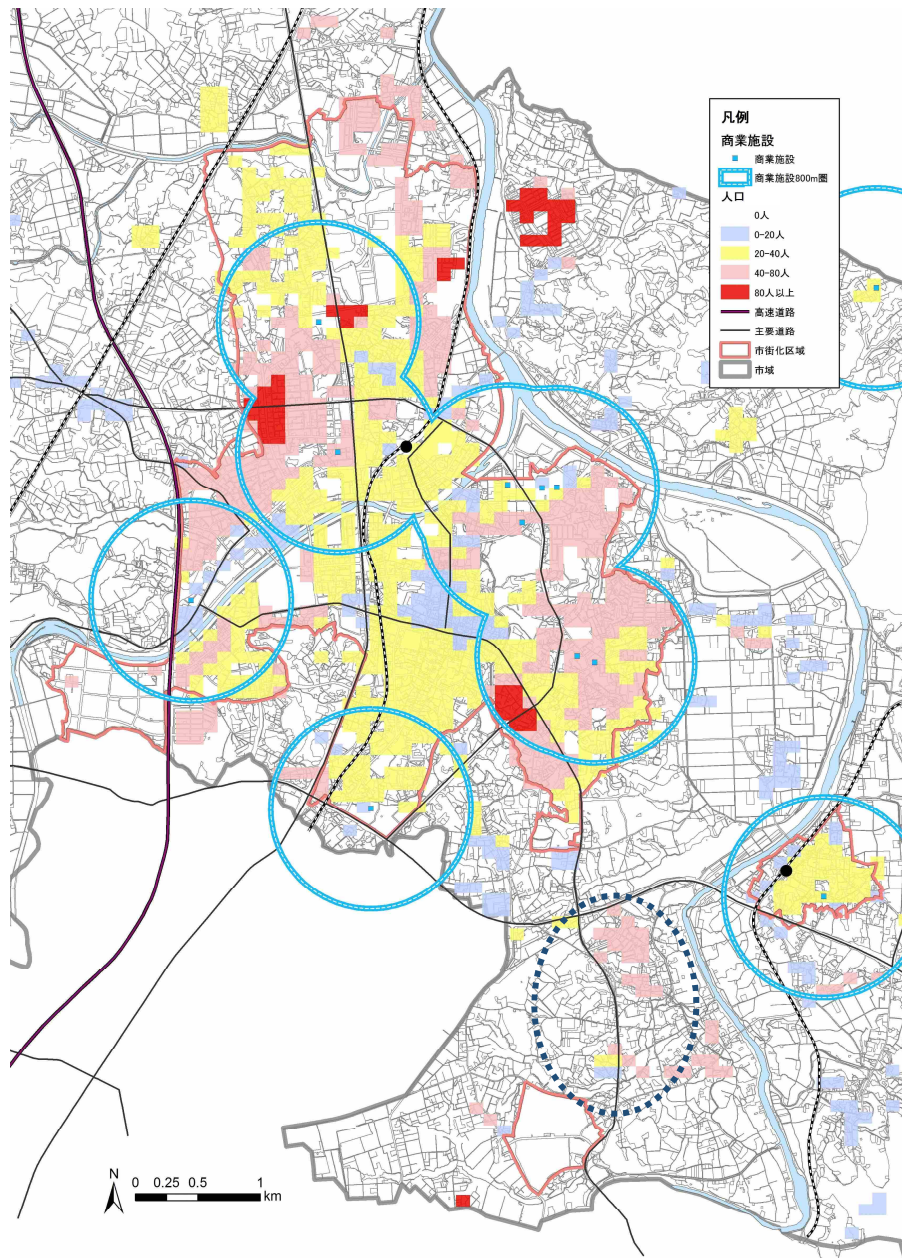 凡例
商業施設
商業施設
商業施設800m圏
人口
0人
0-20人
20-40人
40-80人
80人以上
高速道路
主要道路
市街化区域
市域
N
0 0.25 0.5 1
km